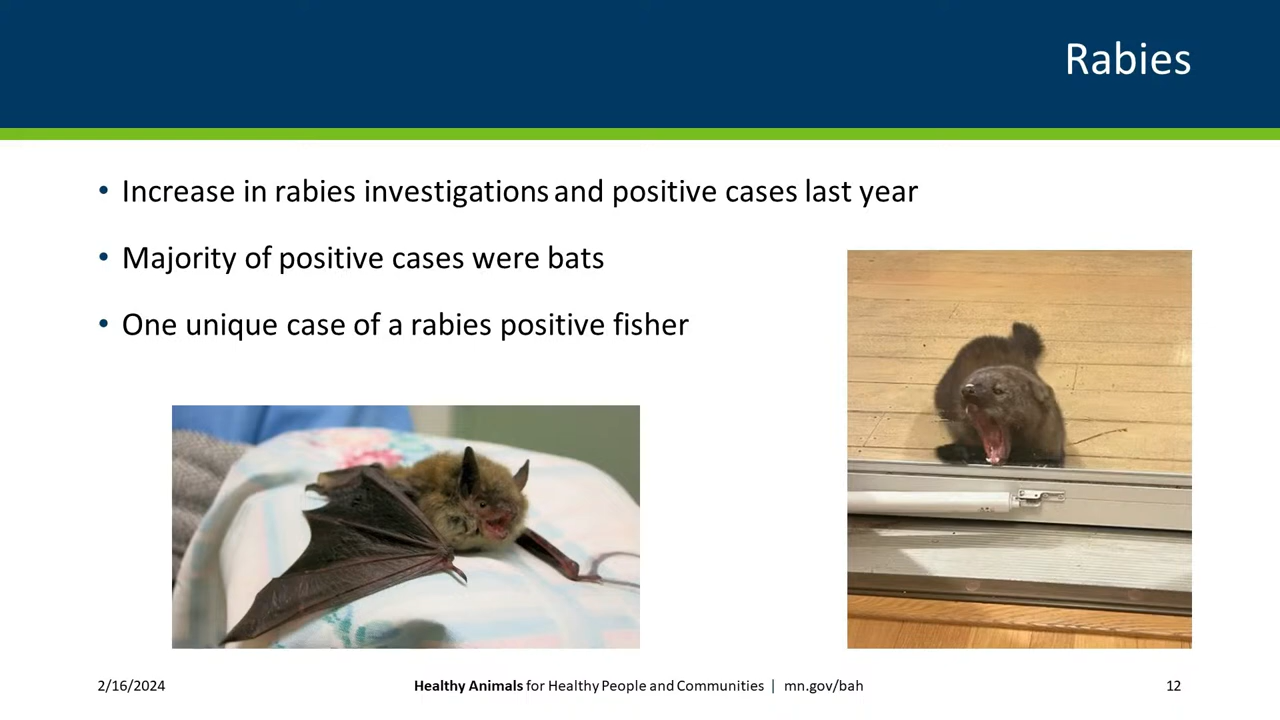 Rabies
• Increase in rabies investigations and positive cases last year
• Majority of positive cases were bats
• One unique case of a rabies positive fisher
2/16/2024
Healthy Animals for Healthy People and Communities | mn.gov/bah
12